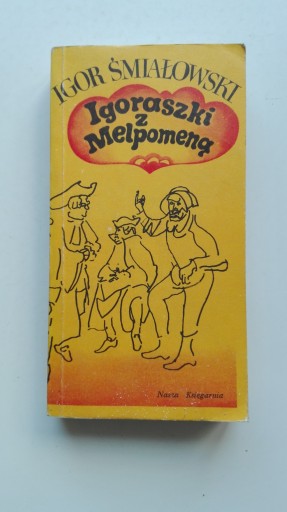 IGOR ŚMIAŁOWSKI
Igoraszki
z
Melpomeną
Nasza Księgarnia